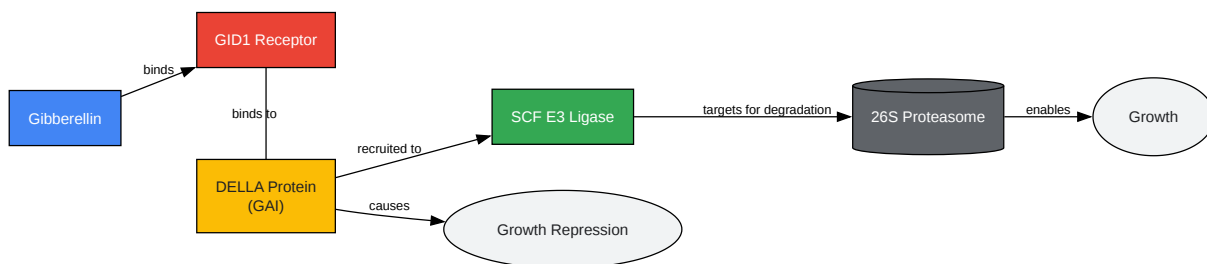 GID1 Receptor
binds
Gibberellin
binds to
SCF E3 Ligase
targets for degradation
26S Proteasome
enables
Growth
recruited to
DELLA Protein
(GAI)
causes
Growth Repression